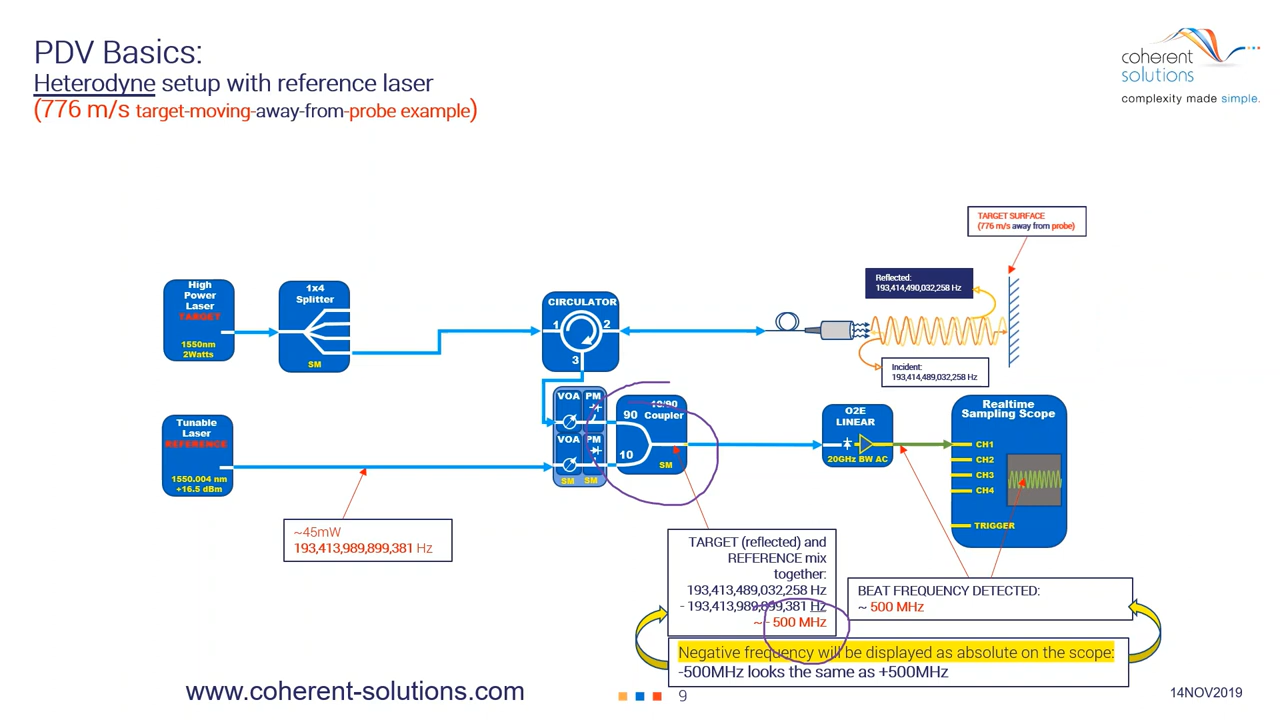 PDV Basics:
Heterodyne setup with reference laser
(776 m/s target-moving-away-from-probe example)
coherent
solutions
complexity made simple.
TARGET SURFACE
(776 m/s away from probe)
Reflected:
193,414,490,032,258 Hz
Incident:
193,414,489,032,258 Hz
High
Power
Laser
TARGET
1550nm
2Watts
1x4
Splitter
SM
CIRCULATOR
1
2
3
Tunable
Laser
REFERENCE
1550.004 nm
+16.5 dBm
VOA
PM
VOA
PM
SM
SM
10/90
Coupler
90
10
SM
O2E
LINEAR
20GHz BW AC
Realtime
Sampling Scope
CH1
CH2
CH3
CH4
TRIGGER
~45mW
193,413,989,899,381 Hz
TARGET (reflected) and
REFERENCE mix
together:
193,413,489,032,258 Hz
- 193,413,989,899,381 Hz
~ - 500 MHz
BEAT FREQUENCY DETECTED:
~ 500 MHz
Negative frequency will be displayed as absolute on the scope:
-500MHz looks the same as +500MHz
www.coherent-solutions.com
9
14NOV2019